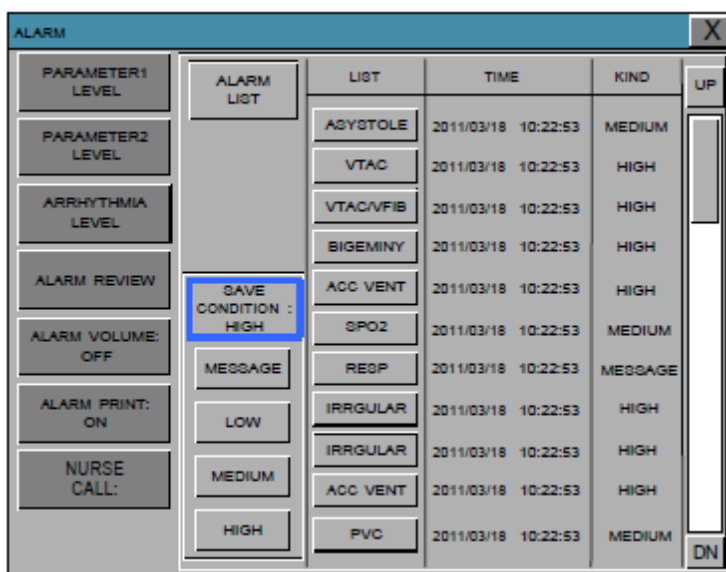 ALARM
X
PARAMETER1
LEVEL
PARAMETER2
LEVEL
ARRHYTHMIA
LEVEL
ALARM REVIEW
ALARM VOLUME:
OFF
ALARM PRINT:
ON
NURSE
CALL:
ALARM
LIST
SAVE
CONDITION :
HIGH
MESSAGE
LOW
MEDIUM
HIGH
LIST TIME KIND
ASYSTOLE 2011/03/18 10:22:53 MEDIUM
VTAC 2011/03/18 10:22:53 HIGH
VTAC/VFIB 2011/03/18 10:22:53 HIGH
BIGEMINY 2011/03/18 10:22:53 HIGH
ACC VENT 2011/03/18 10:22:53 HIGH
SPO2 2011/03/18 10:22:53 MEDIUM
RESP 2011/03/18 10:22:53 MESSAGE
IRRGULAR 2011/03/18 10:22:53 HIGH
IRRGULAR 2011/03/18 10:22:53 HIGH
ACC VENT 2011/03/18 10:22:53 HIGH
PVC 2011/03/18 10:22:53 MEDIUM
UP
DN